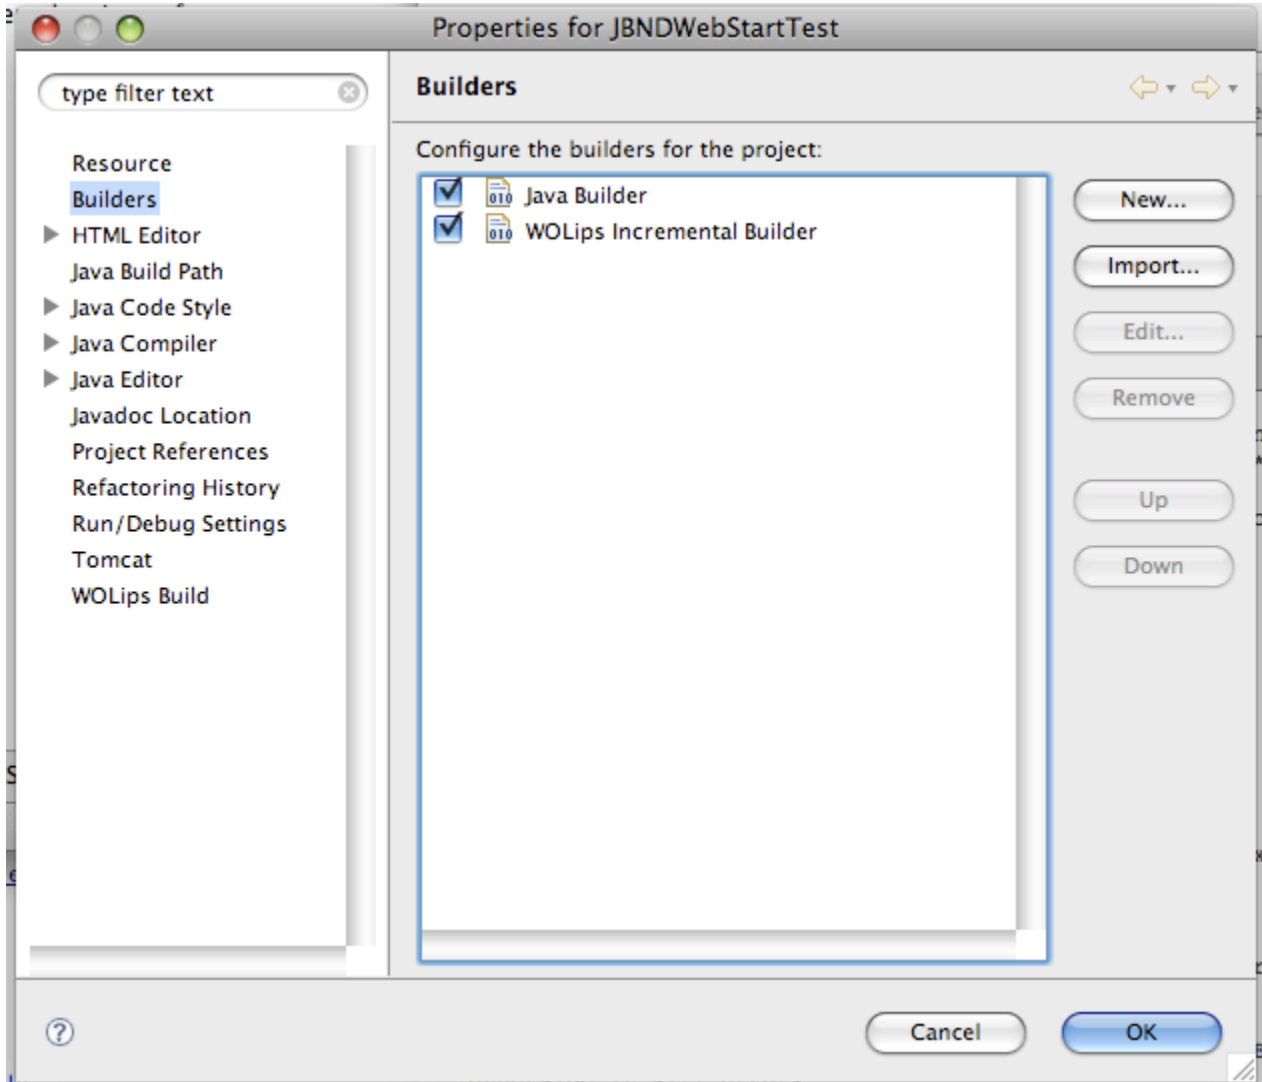 Properties for JBNDWebStartTest
type filter text
Resource
Builders
HTML Editor
Java Build Path
Java Code Style
Java Compiler
Java Editor
Javadoc Location
Project References
Refactoring History
Run/Debug Settings
Tomcat
WOLips Build
Builders
Configure the builders for the project:
Java Builder
WOLips Incremental Builder
New...
Import...
Edit...
Remove
Up
Down
?
Cancel
OK